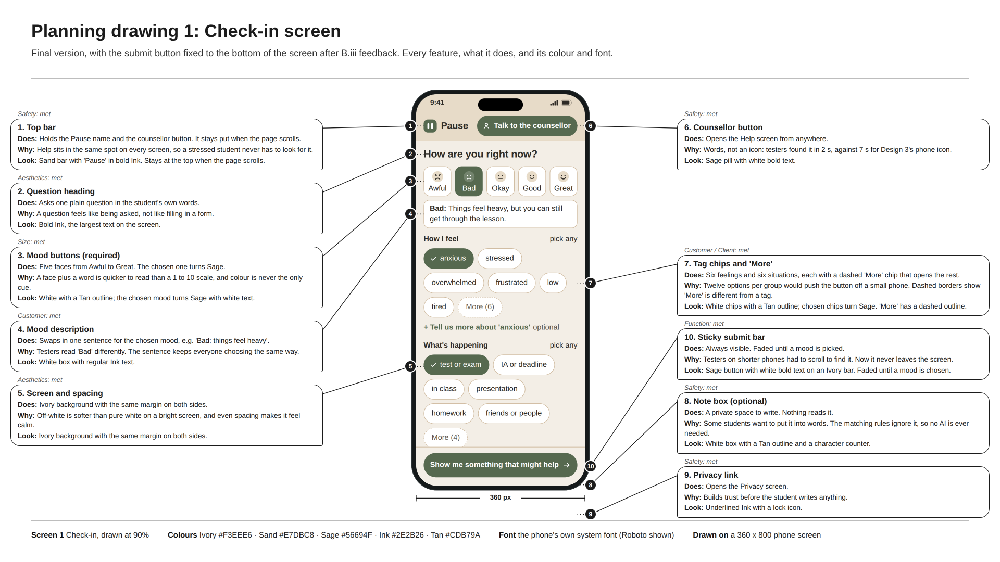 Planning drawing 1: Check-in screen
Final version, with the submit button fixed to the bottom of the screen after B.iii feedback. Every feature, what it does, and its colour and font.
Safety: met
1. Top bar
Does: Holds the Pause name and the counsellor button. It stays put when the page scrolls.
Why: Help sits in the same spot on every screen, so a stressed student never has to look for it.
Look: Sand bar with 'Pause' in bold Ink. Stays at the top when the page scrolls.
Aesthetics: met
2. Question heading
Does: Asks one plain question in the student's own words.
Why: A question feels like being asked, not like filling in a form.
Look: Bold Ink, the largest text on the screen.
Size: met
3. Mood buttons (required)
Does: Five faces from Awful to Great. The chosen one turns Sage.
Why: A face plus a word is quicker to read than a 1 to 10 scale, and colour is never the only
cue.
Look: White with a Tan outline; the chosen mood turns Sage with white text.
Customer: met
4. Mood description
Does: Swaps in one sentence for the chosen mood, e.g. 'Bad: things feel heavy'.
Why: Testers read 'Bad' differently. The sentence keeps everyone choosing the same way.
Look: White box with regular Ink text.
Aesthetics: met
5. Screen and spacing
Does: Ivory background with the same margin on both sides.
Why: Off-white is softer than pure white on a bright screen, and even spacing makes it feel
calm.
Look: Ivory background with the same margin on both sides.
9:41
1
Pause
Talk to the counsellor
6
2
How are you right now?
3
Awful
Bad
Okay
Good
Great
4
Bad: Things feel heavy, but you can still
get through the lesson.
How I feel
pick any
anxious
stressed
overwhelmed
frustrated
low
7
tired
More (6)
+ Tell us more about 'anxious' optional
What's happening
pick any
5
test or exam
IA or deadline
in class
presentation
homework
friends or people
More (4)
Show me something that might help
10
8
360 px
9
Safety: met
6. Counsellor button
Does: Opens the Help screen from anywhere.
Why: Words, not an icon: testers found it in 2 s, against 7 s for Design 3's phone icon.
Look: Sage pill with white bold text.
Customer / Client: met
7. Tag chips and 'More'
Does: Six feelings and six situations, each with a dashed 'More' chip that opens the rest.
Why: Twelve options per group would push the button off a small phone. Dashed borders show
'More' is different from a tag.
Look: White chips with a Tan outline; chosen chips turn Sage. 'More' has a dashed outline.
Function: met
10. Sticky submit bar
Does: Always visible. Faded until a mood is picked.
Why: Testers on shorter phones had to scroll to find it. Now it never leaves the screen.
Look: Sage button with white bold text on an Ivory bar. Faded until a mood is chosen.
Safety: met
8. Note box (optional)
Does: A private space to write. Nothing reads it.
Why: Some students want to put it into words. The matching rules ignore it, so no AI is ever
needed.
Look: White box with a Tan outline and a character counter.
Safety: met
9. Privacy link
Does: Opens the Privacy screen.
Why: Builds trust before the student writes anything.
Look: Underlined Ink with a lock icon.
Screen 1 Check-in, drawn at 90%
Colours Ivory #F3EEE6 · Sand #E7DBC8 · Sage #56694F · Ink #2E2B26 · Tan #CDB79A
Font the phone's own system font (Roboto shown)
Drawn on a 360 x 800 phone screen